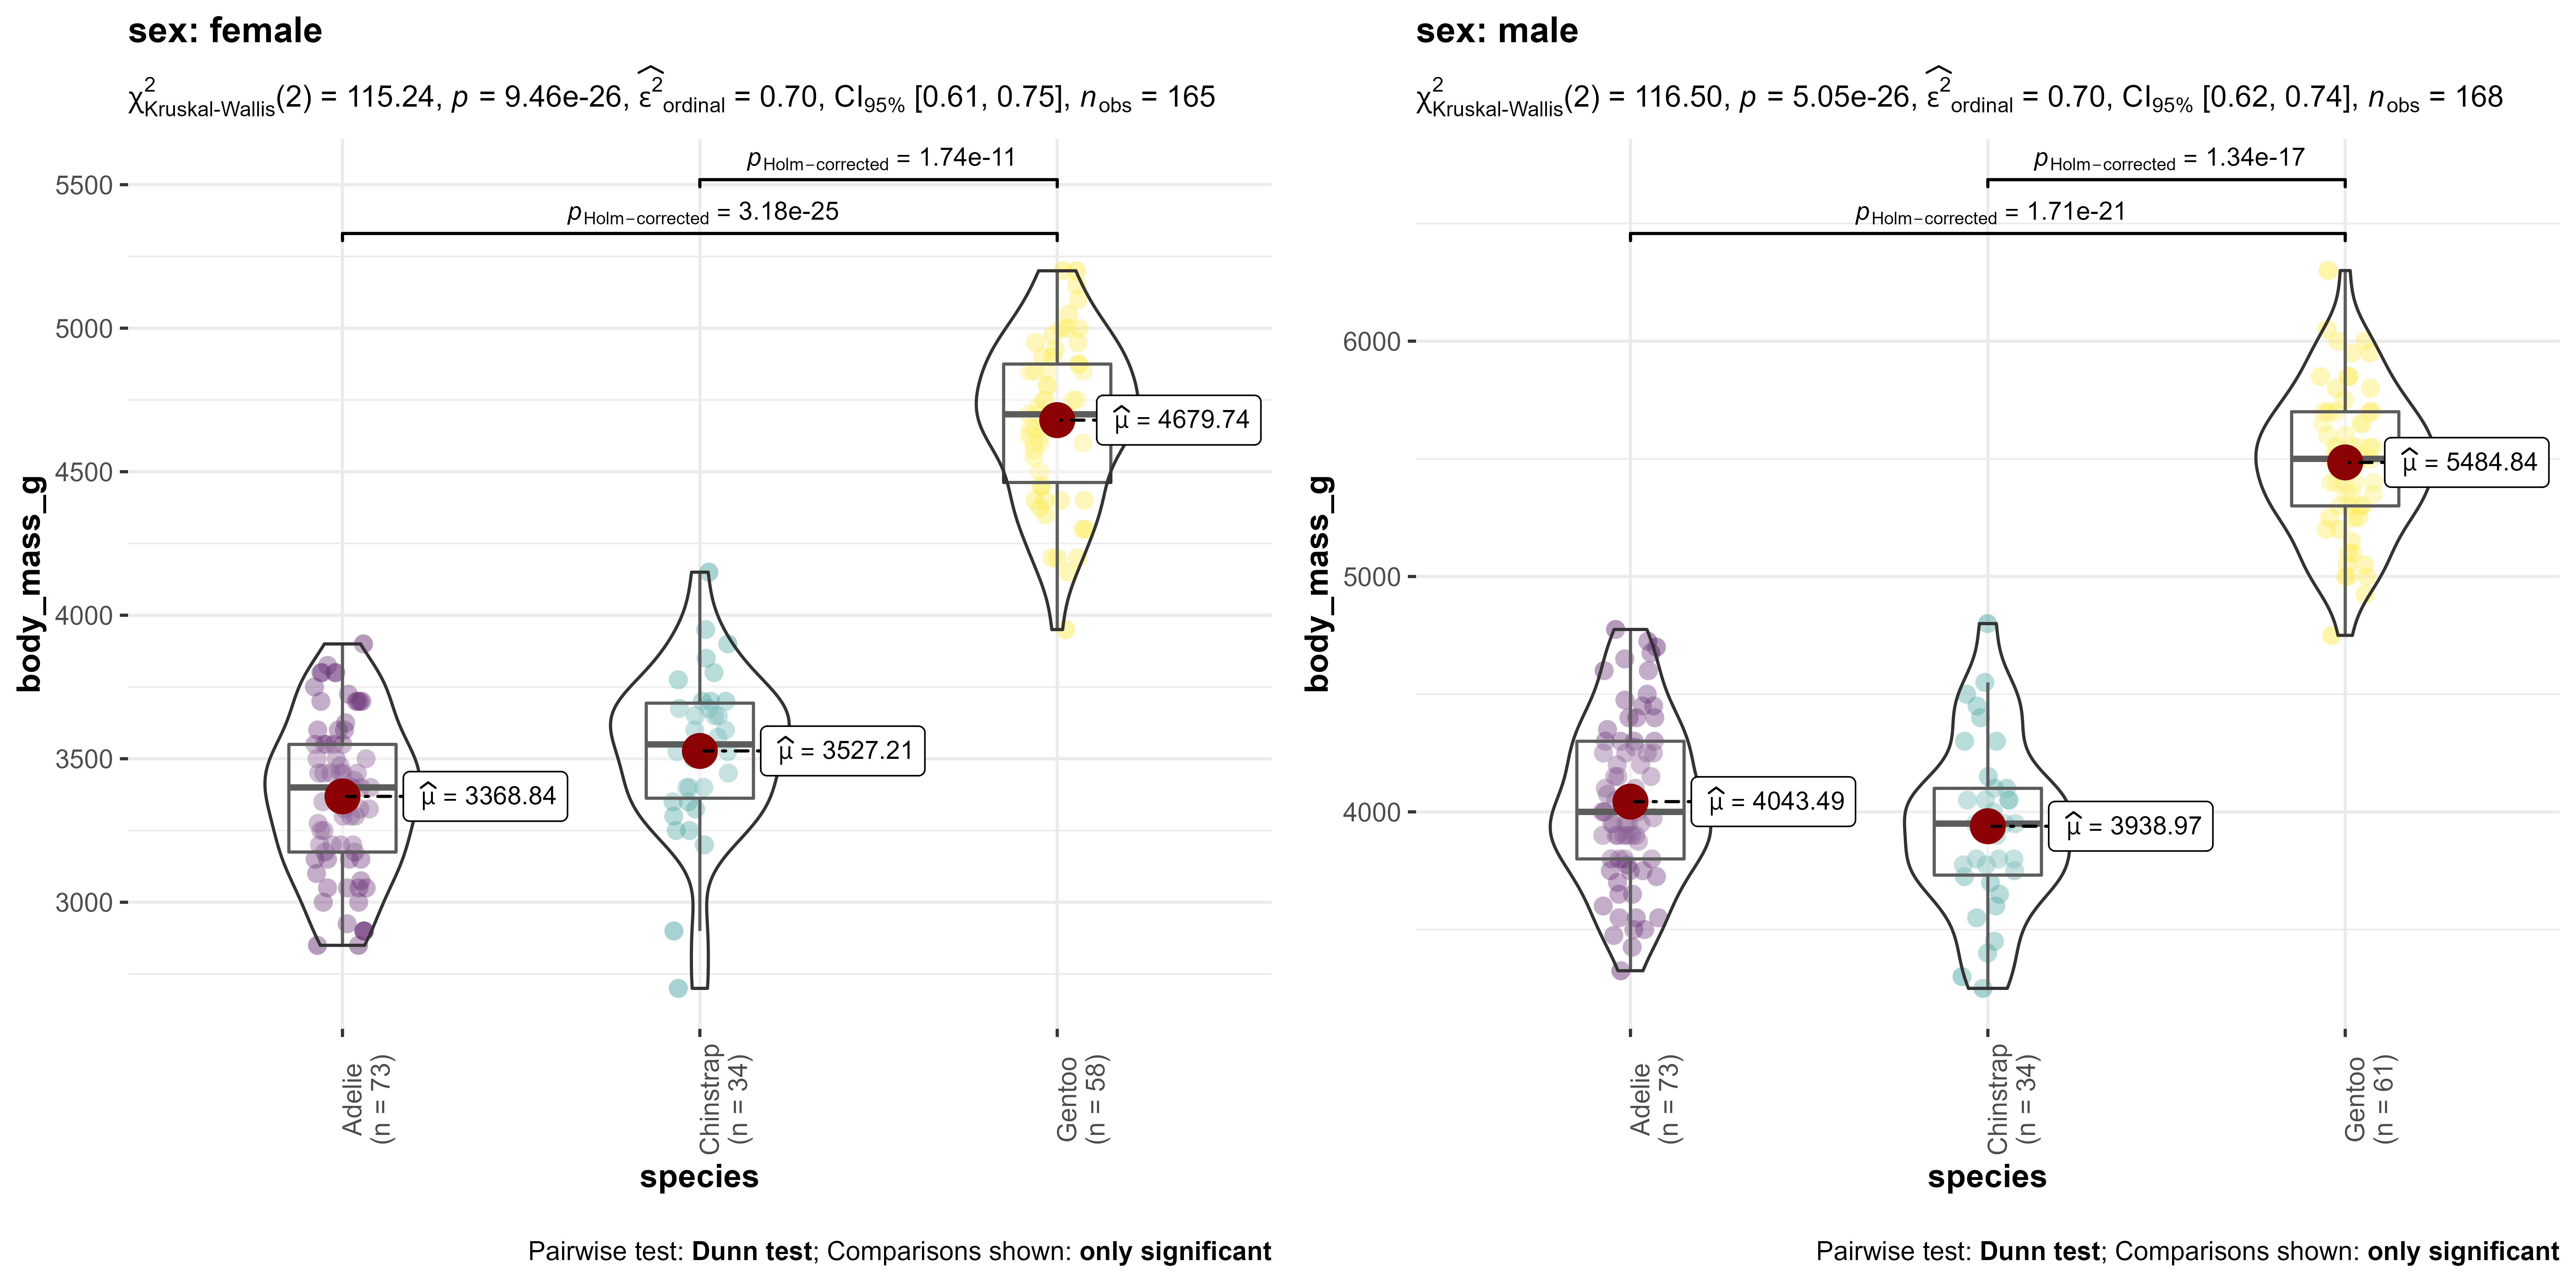 sex: female
χ²Kruskal-Wallis(2) = 115.24, p = 9.46e-26, ε̂²ordinal = 0.70, CI95% [0.61, 0.75], nobs = 165
pHolm−corrected = 1.74e-11
pHolm−corrected = 3.18e-25
5500
5000
4500
4000
3500
3000
body_mass_g
μ̂ = 4679.74
μ̂ = 3527.21
μ̂ = 3368.84
Adelie
(n = 73)
Chinstrap
(n = 34)
Gentoo
(n = 58)
species
Pairwise test: Dunn test; Comparisons shown: only significant
sex: male
χ²Kruskal-Wallis(2) = 116.50, p = 5.05e-26, ε̂²ordinal = 0.70, CI95% [0.62, 0.74], nobs = 168
pHolm−corrected = 1.34e-17
pHolm−corrected = 1.71e-21
6000
5000
4000
body_mass_g
μ̂ = 5484.84
μ̂ = 4043.49
μ̂ = 3938.97
Adelie
(n = 73)
Chinstrap
(n = 34)
Gentoo
(n = 61)
species
Pairwise test: Dunn test; Comparisons shown: only significant